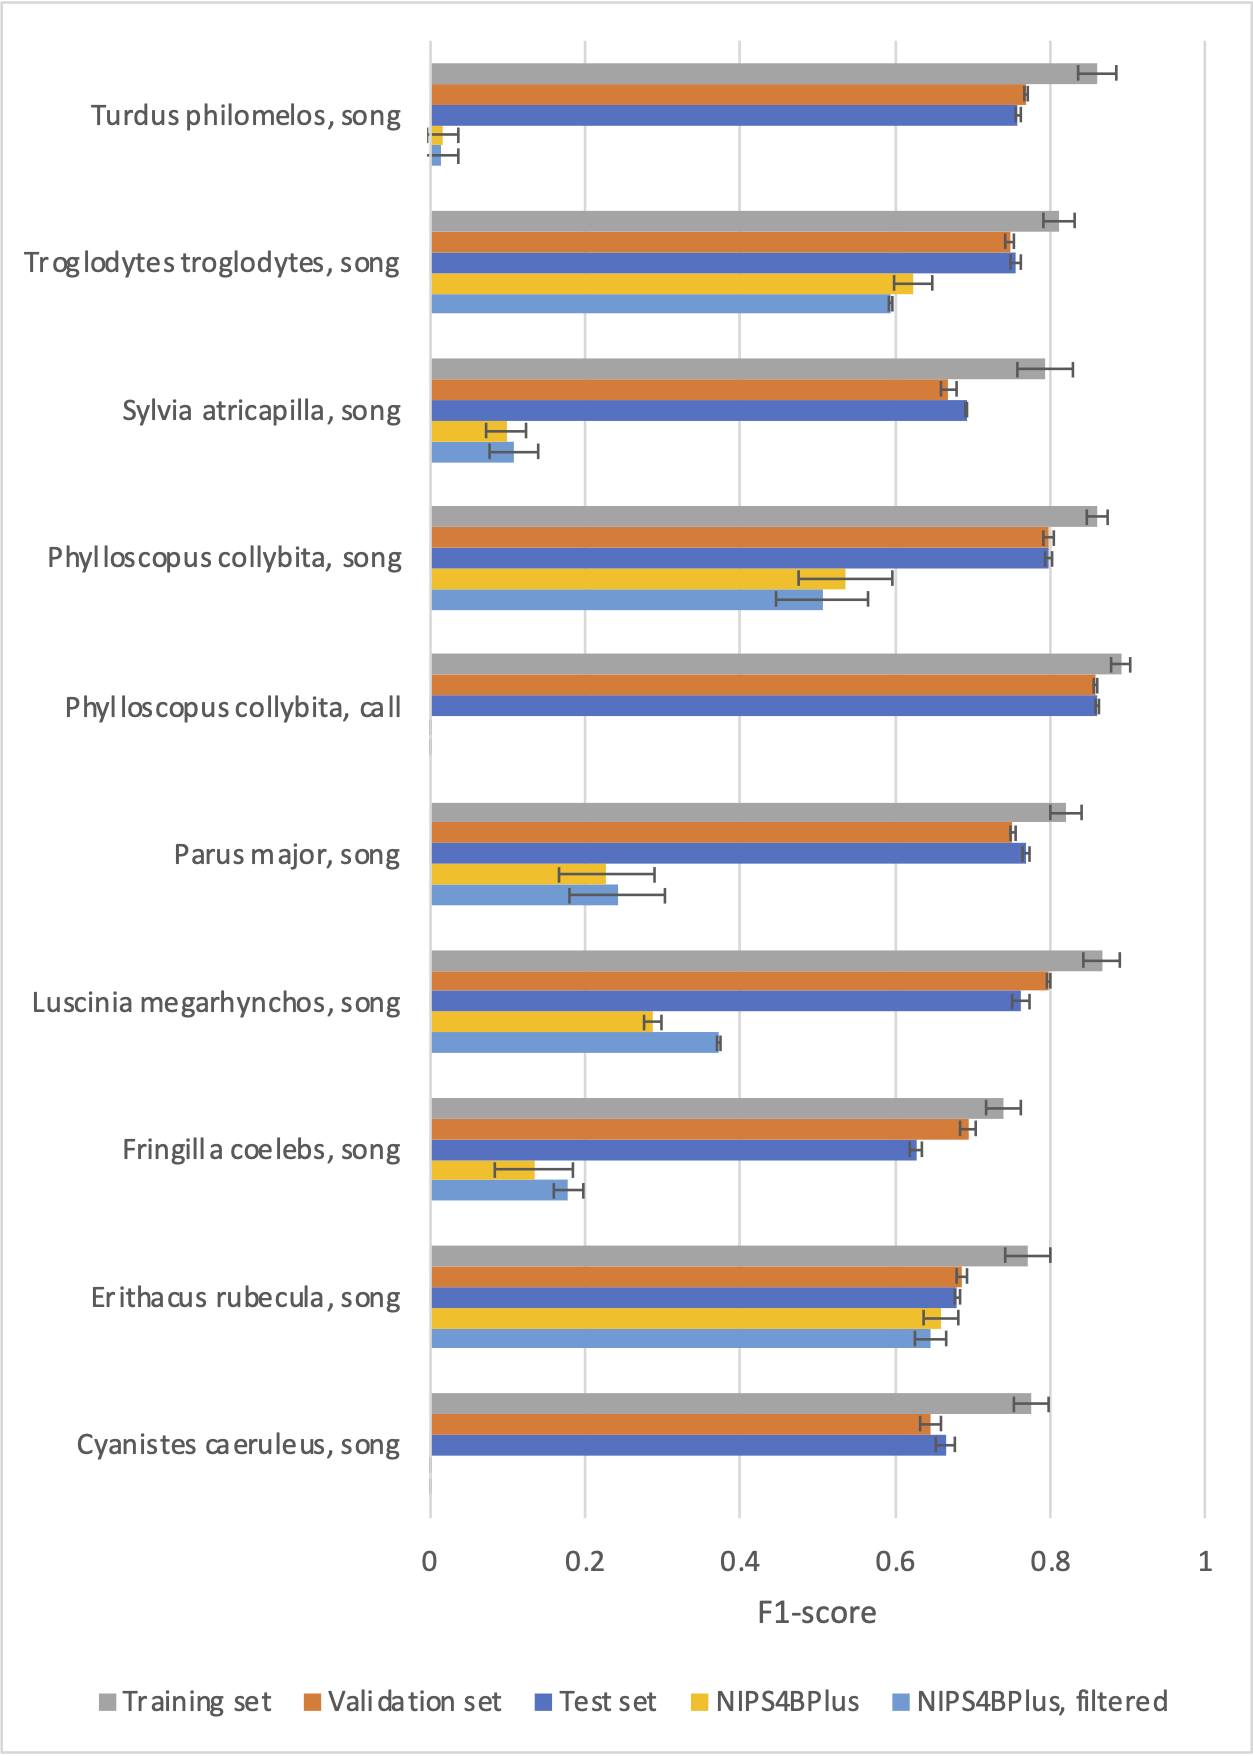 Turdus philomelos, song
Troglodytes troglodytes, song
Sylvia atricapilla, song
Phylloscopus collybita, song
Phylloscopus collybita, call
Parus major, song
Luscinia megarhynchos, song
Fringilla coelebs, song
Erithacus rubecula, song
Cyanistes caeruleus, song
0 0.2 0.4 0.6 0.8 1
F1-score
Training set Validation set Test set NIPS4BPlus NIPS4BPlus, filtered